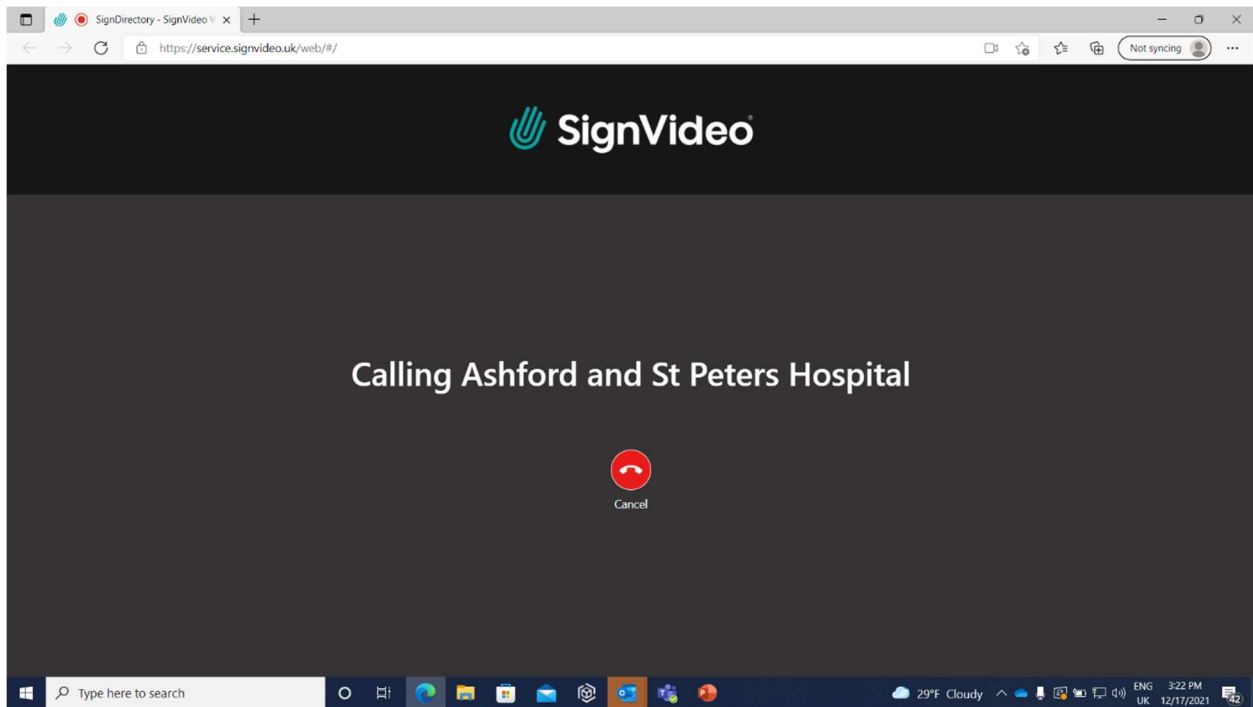 SignDirectory - SignVideo V
https://service.signvideo.uk/web/#/
Not syncing
SignVideo
Calling Ashford and St Peters Hospital
Cancel
Type here to search
29°F Cloudy
ENG
UK
3:22 PM
12/17/2021
42